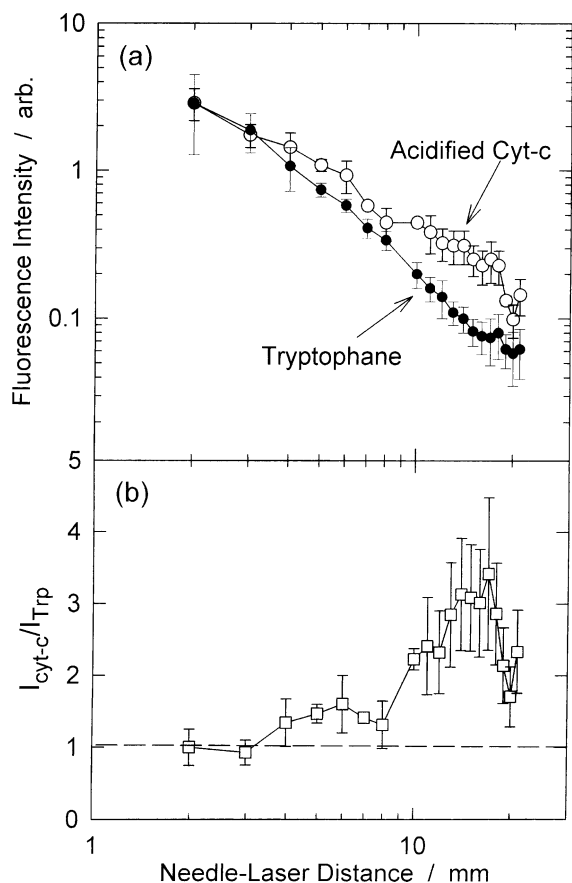 10
(a)
Acidified Cyt-c
1
Fluorescence Intensity / arb.
0.1
Tryptophane
5
(b)
4
3
I_cyt-c/I_Trp
2
1
0
1
10
Needle-Laser Distance / mm